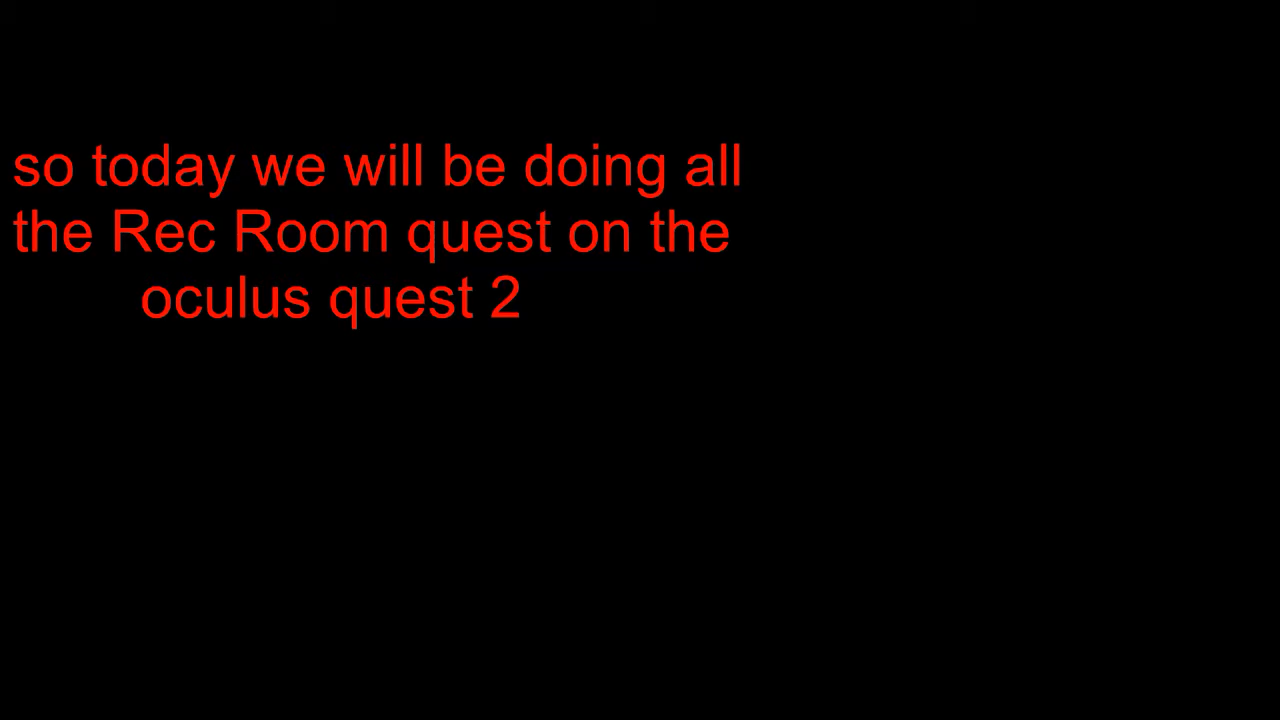 so today we will be doing all
the Rec Room quest on the
oculus quest 2